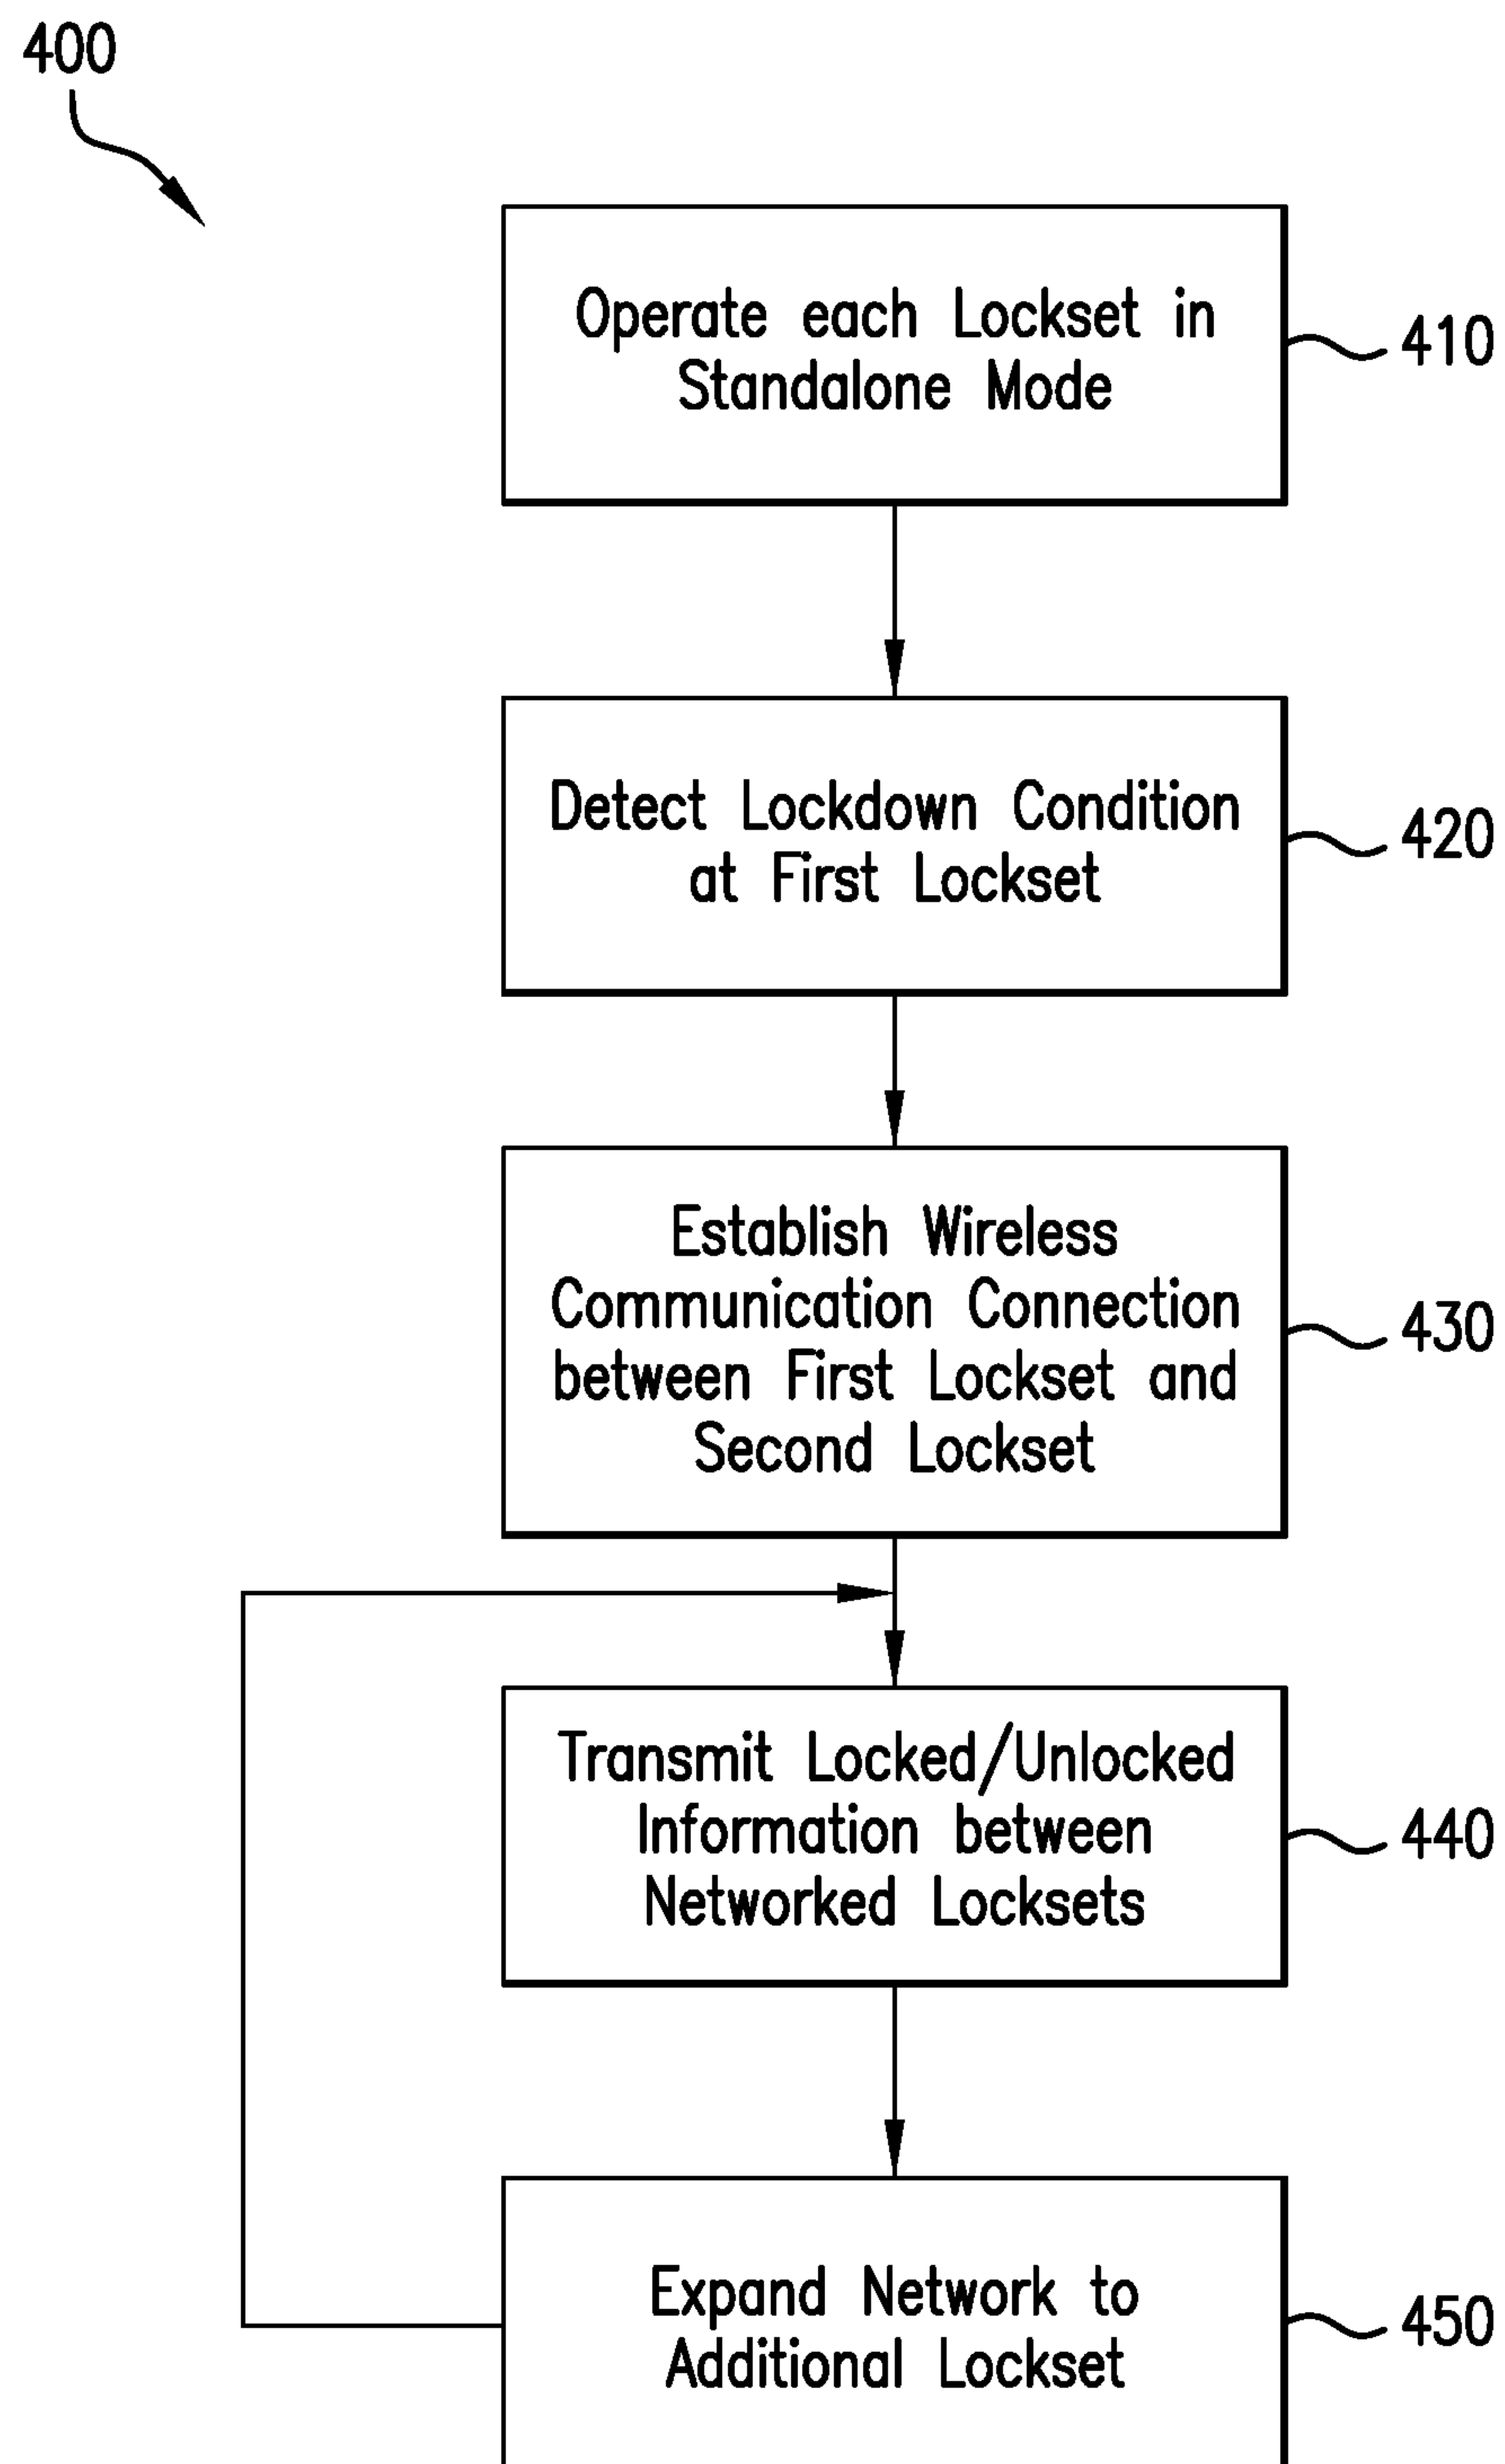 400
Operate each Lockset in
Standalone Mode
410
Detect Lockdown Condition
at First Lockset
420
Establish Wireless
Communication Connection
between First Lockset and
Second Lockset
430
Transmit Locked/Unlocked
Information between
Networked Locksets
440
Expand Network to
Additional Lockset
450